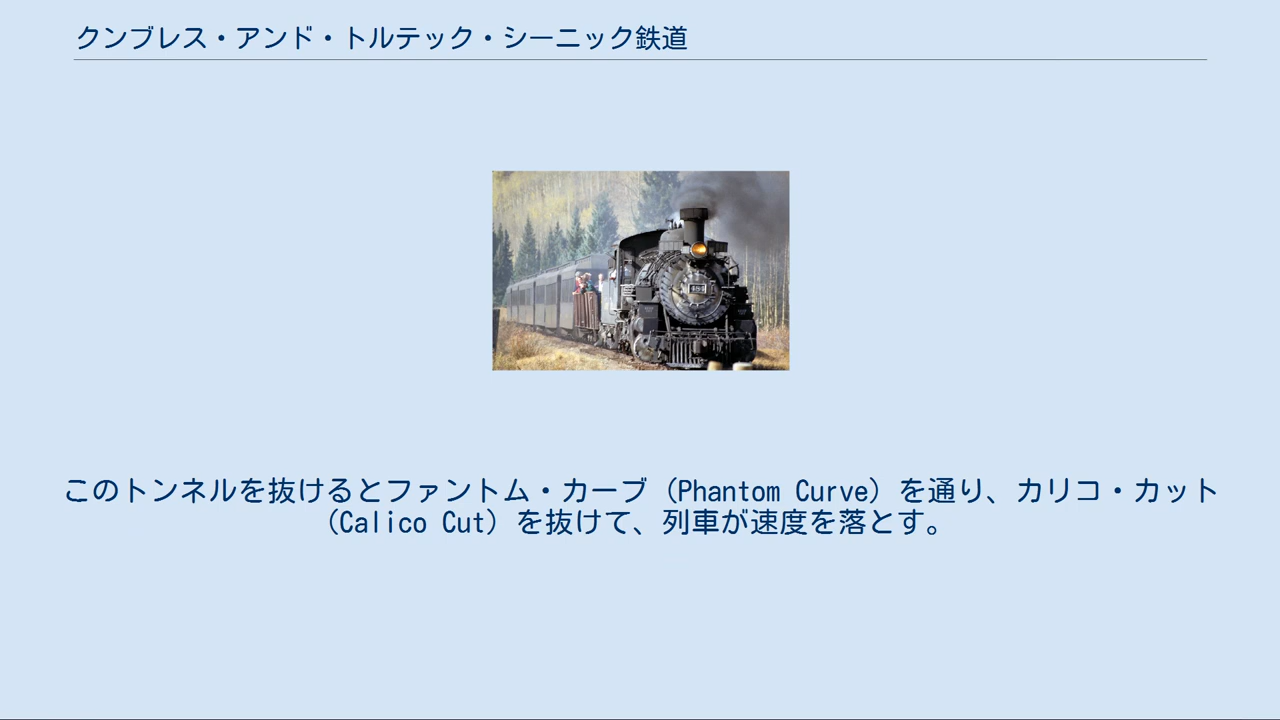 クンブレス・アンド・トルテック・シーニック鉄道
484
このトンネルを抜けるとファントム・カーブ（Phantom Curve）を通り、カリコ・カット
（Calico Cut）を抜けて、列車が速度を落とす。